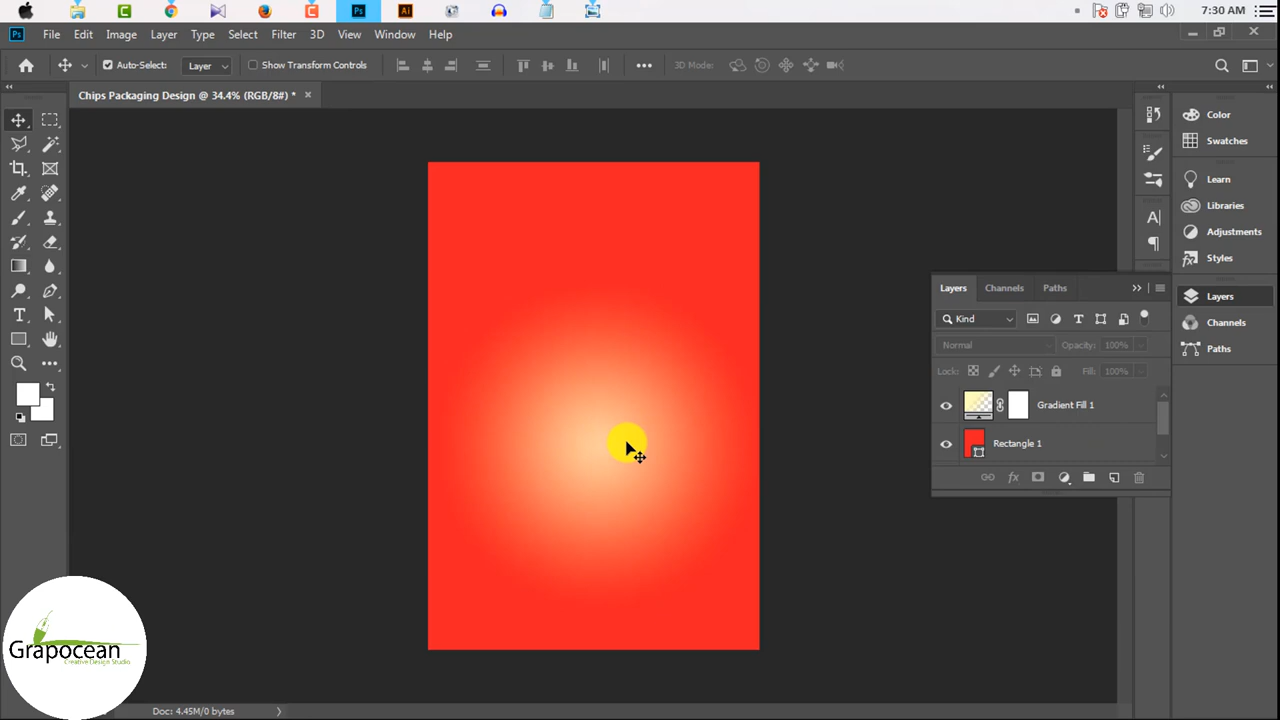 7:30 AM
Ps File Edit Image Layer Type Select Filter 3D View Window Help
Auto-Select: Layer Show Transform Controls 3D Mode:
Chips Packaging Design @ 34.4% (RGB/8#) * ×
Color
Swatches
Learn
Libraries
Adjustments
Styles
Layers
Channels
Paths
Layers Channels Paths
Kind
Normal Opacity: 100%
Lock: Fill: 100%
Gradient Fill 1
Rectangle 1
Grapocean
Creative Design Studio
Doc: 4.45M/0 bytes